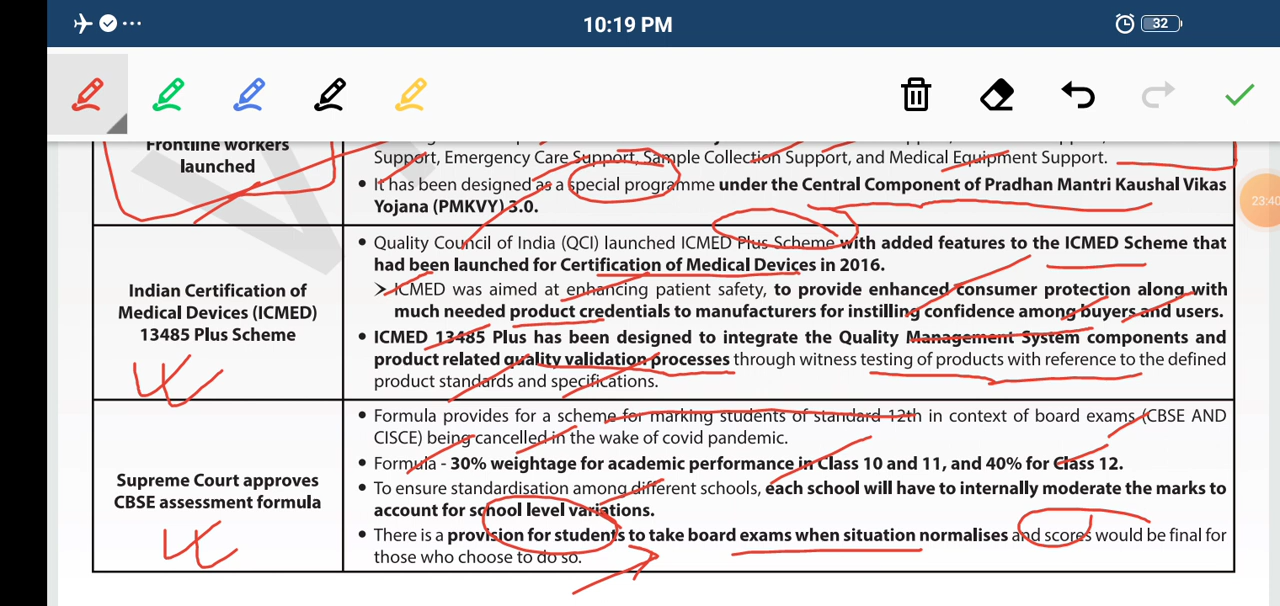 10:19 PM
32
Frontline workers
launched
Support, Emergency Care Support, Sample Collection Support, and Medical Equipment Support.
• It has been designed as a special programme under the Central Component of Pradhan Mantri Kaushal Vikas
Yojana (PMKVY) 3.0.
23:40
Indian Certification of
Medical Devices (ICMED)
13485 Plus Scheme
• Quality Council of India (QCI) launched ICMED Plus Scheme with added features to the ICMED Scheme that
had been launched for Certification of Medical Devices in 2016.
➤ ICMED was aimed at enhancing patient safety, to provide enhanced consumer protection along with
much needed product credentials to manufacturers for instilling confidence among buyers and users.
• ICMED 13485 Plus has been designed to integrate the Quality Management System components and
product related quality validation processes through witness testing of products with reference to the defined
product standards and specifications.
Supreme Court approves
CBSE assessment formula
• Formula provides for a scheme for marking students of standard 12th in context of board exams (CBSE AND
CISCE) being cancelled in the wake of covid pandemic.
• Formula - 30% weightage for academic performance in Class 10 and 11, and 40% for Class 12.
• To ensure standardisation among different schools, each school will have to internally moderate the marks to
account for school level variations.
• There is a provision for students to take board exams when situation normalises and scores would be final for
those who choose to do so.